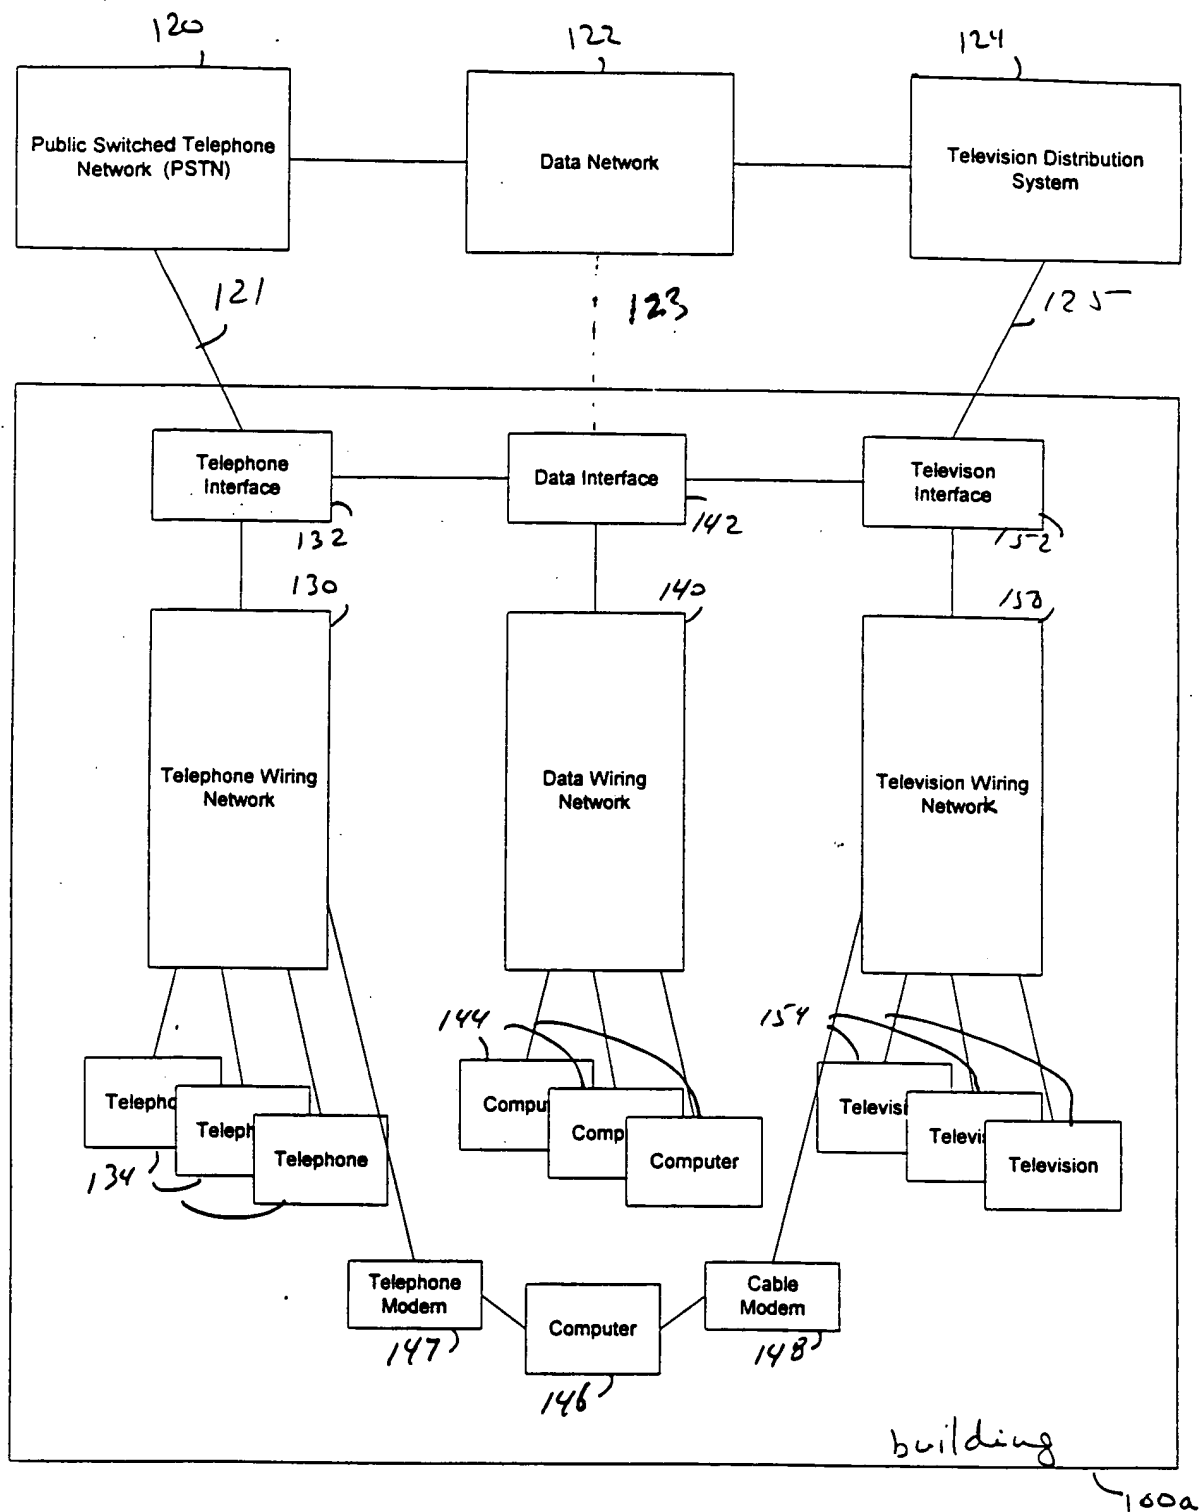 120
122
124
Public Switched Telephone
Network (PSTN)
Data Network
Television Distribution
System
121
123
125
Telephone
Interface
Data Interface
Televison
Interface
132
142
152
130
140
150
Telephone Wiring
Network
Data Wiring
Network
Television Wiring
Network
144
154
Telepho
Teleph
Telephone
Compu
Comp
Computer
Televisi
Televi
Television
134
Telephone
Modem
Computer
Cable
Modem
147
146
148
building
100a